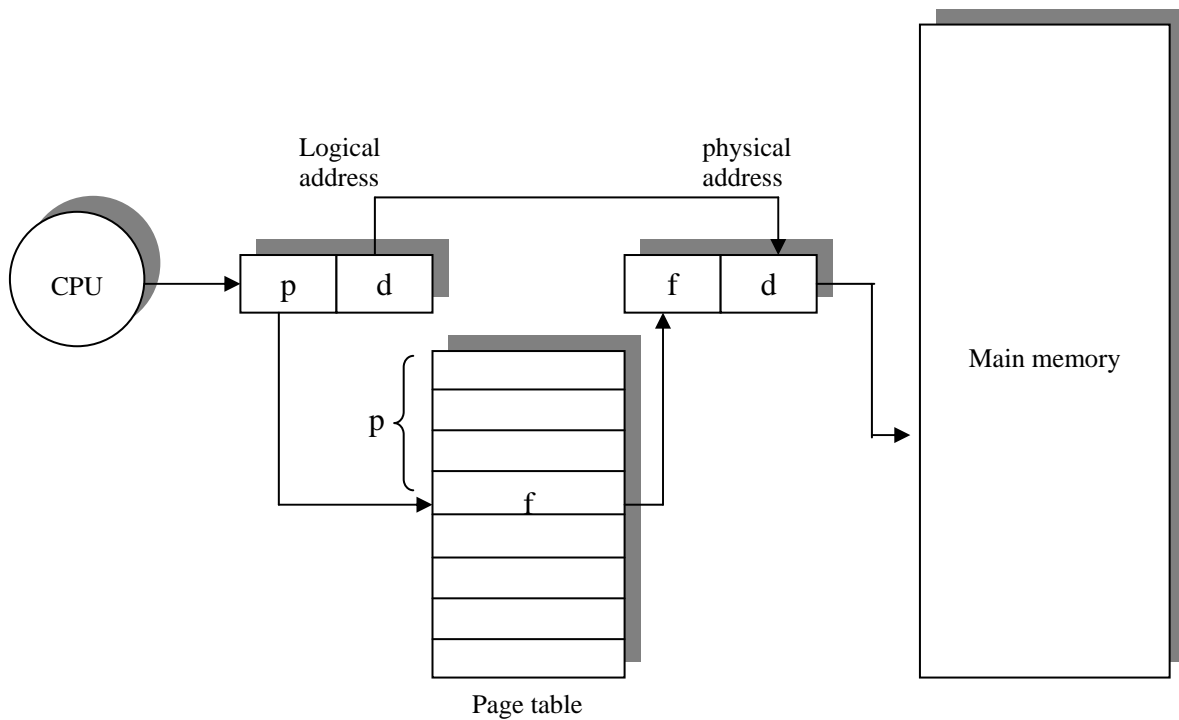 Logical
address
physical
address
CPU
p
d
f
d
Main memory
p
f
Page table